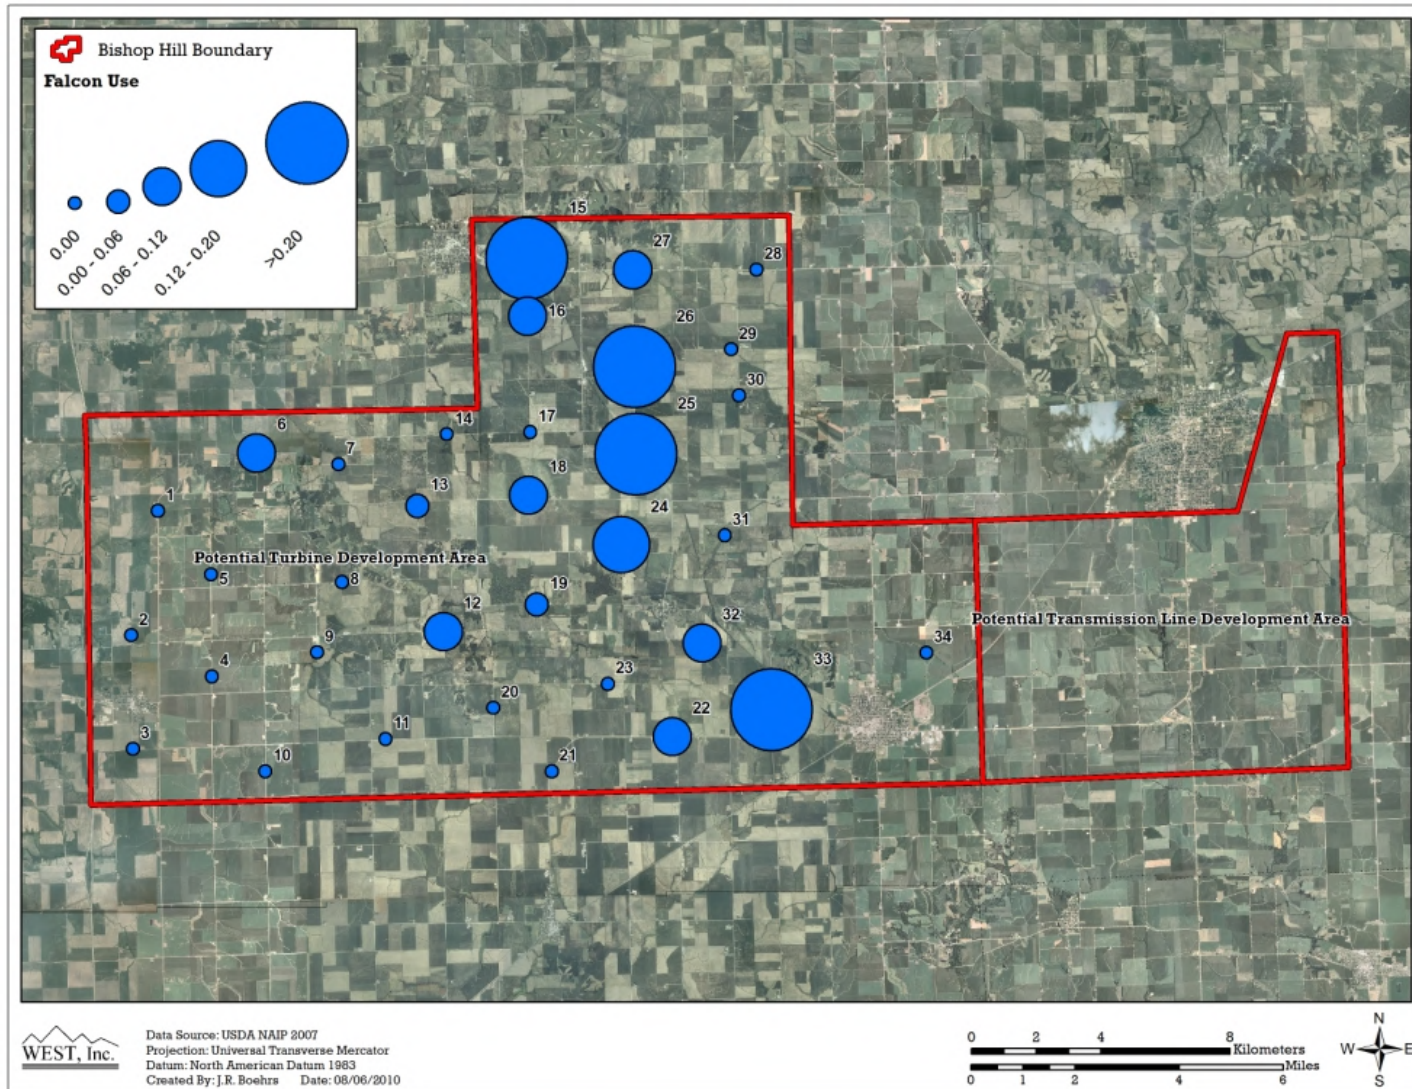 Bishop Hill Boundary
Falcon Use
0.00
0.00 - 0.06
0.06 - 0.12
0.12 - 0.20
>0.20
15
27
28
16
26
29
30
25
6
14
17
7
18
13
1
24
31
Potential Turbine Development Area
5
8
19
12
32
Potential Transmission Line Development Area
2
9
34
4
23
33
20
22
3
11
10
21
WEST, Inc.
Data Source: USDA NAIP 2007
Projection: Universal Transverse Mercator
Datum: North American Datum 1983
Created By: J.R. Boehrs Date: 08/06/2010
0 2 4 8
Kilometers
Miles
0 1 2 4 6
N
W E
S